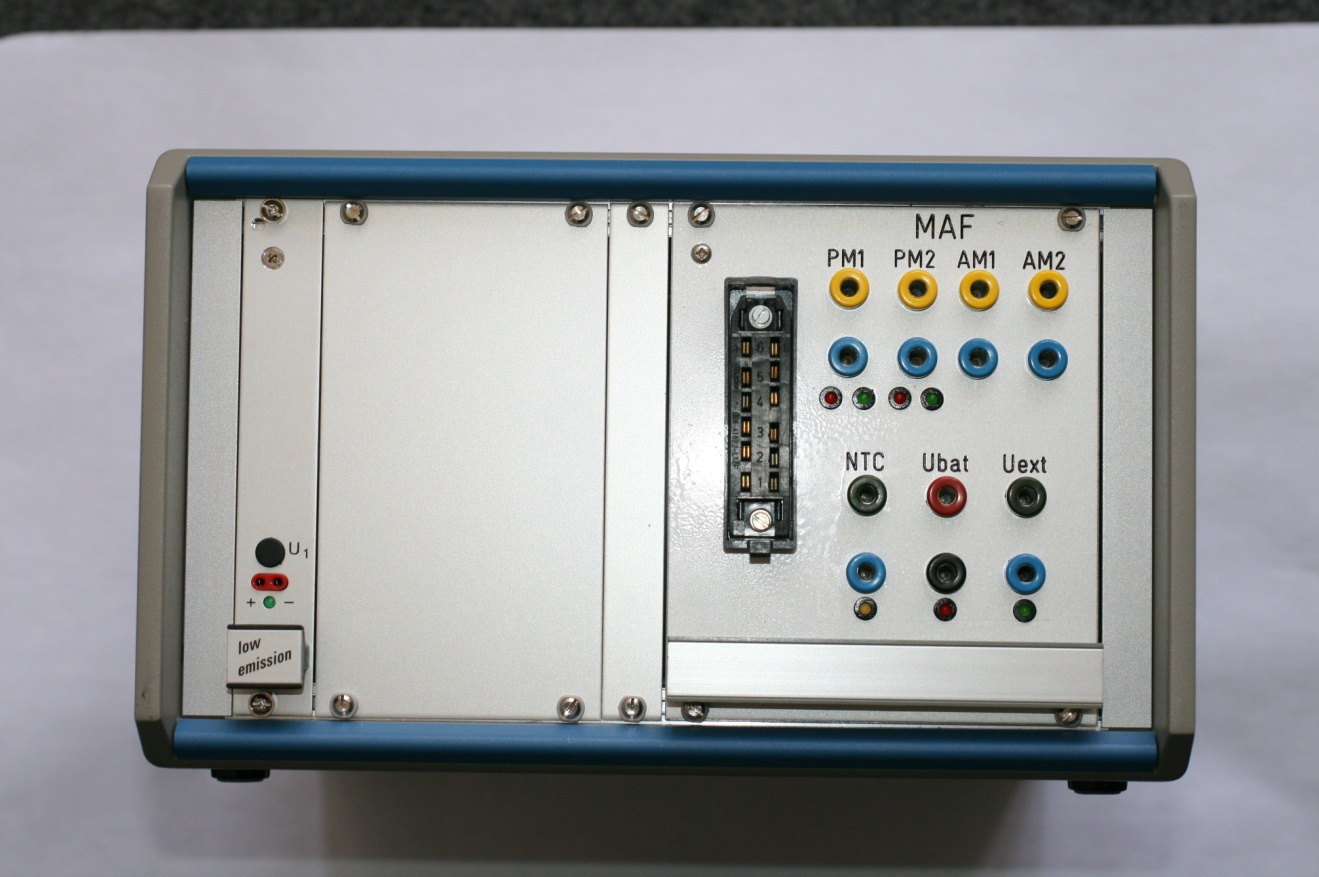 MAF
PM1 PM2 AM1 AM2
6
5
4
3
2
1
NTC Ubat Uext
U1
+ −
low
emission